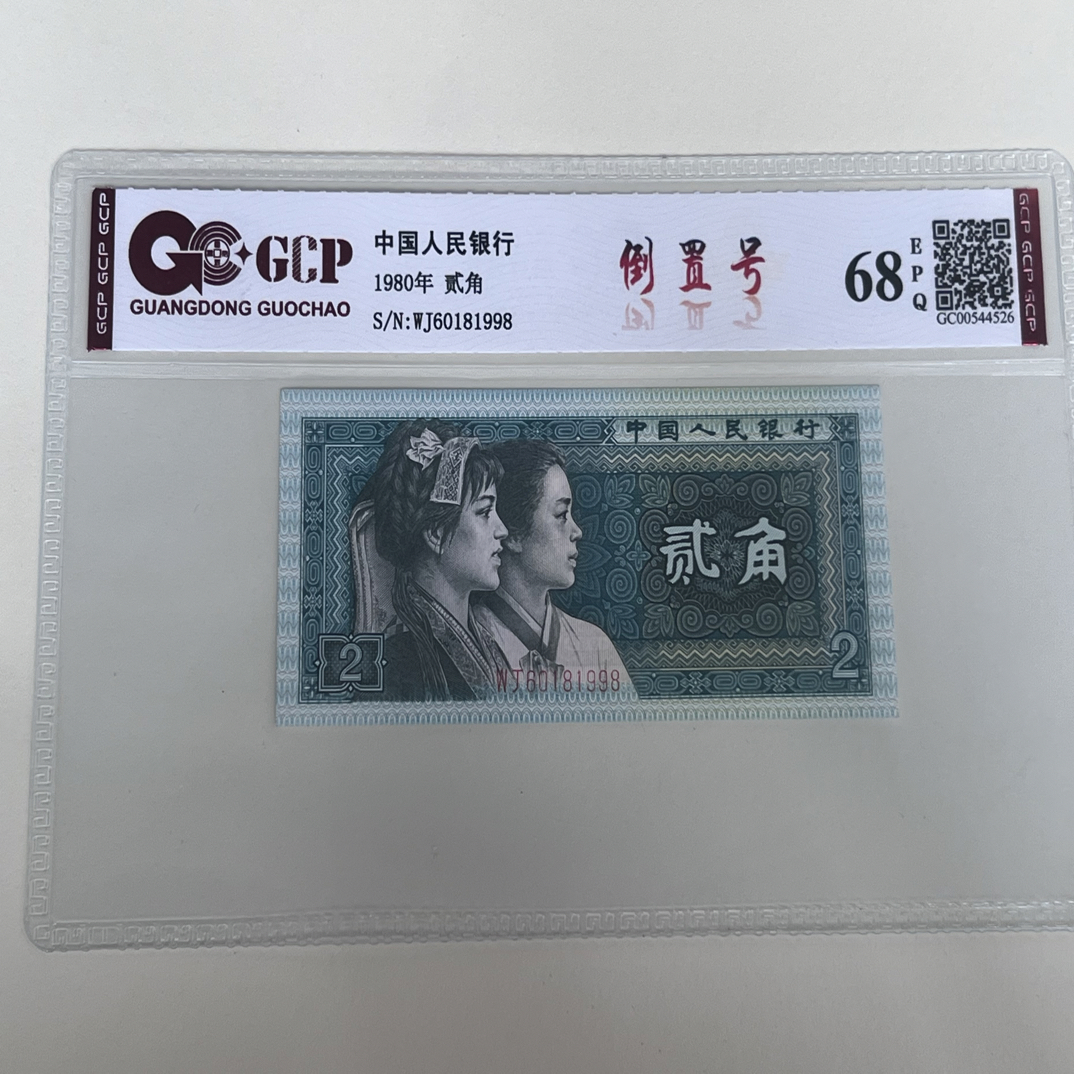 GCP GCP GCP
GC GCP
GUANGDONG GUOCHAO
中国人民银行
1980年 贰角
S/N:WJ60181998
倒置号
68 EPQ
GC00544526
GCP GCP GCP
中国人民银行
贰角
2
2
WJ60181998